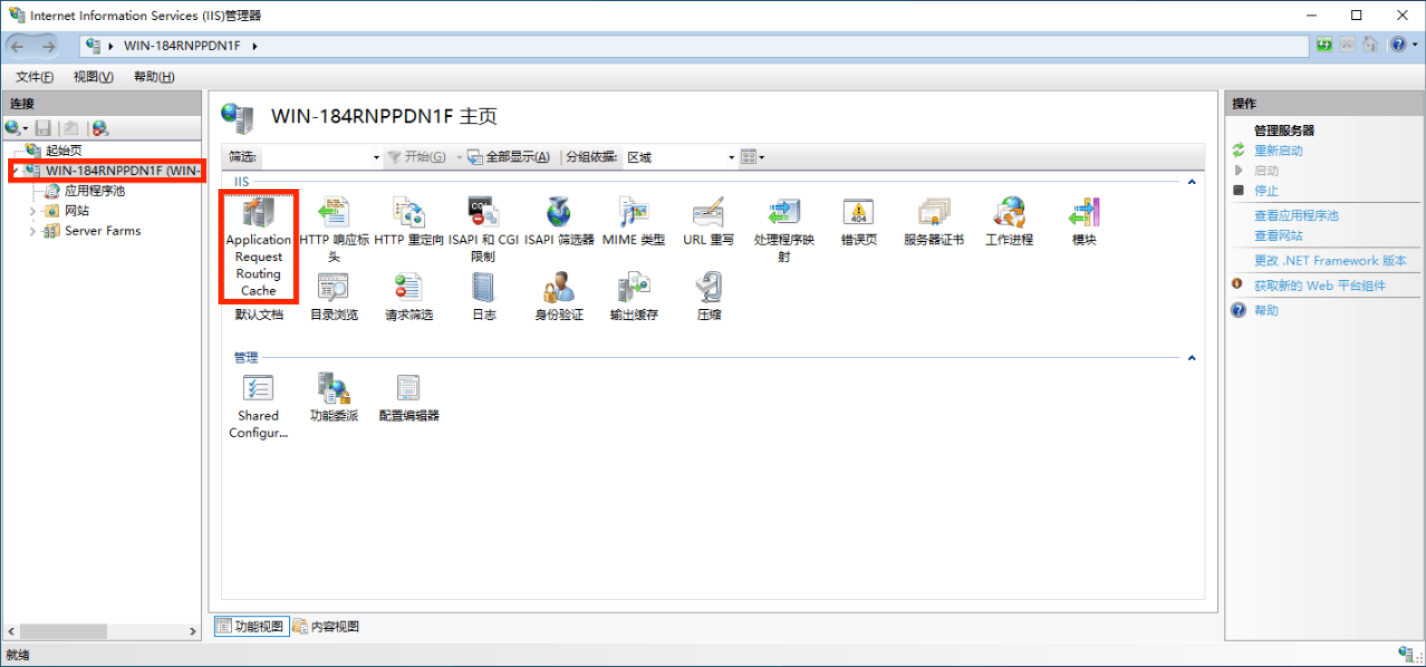 Internet Information Services (IIS)管理器
WIN-184RNPPDN1F
文件(F) 视图(V) 帮助(H)
连接
起始页
WIN-184RNPPDN1F (WIN-
应用程序池
网站
Server Farms
WIN-184RNPPDN1F 主页
筛选: 开始(G) 全部显示(A) 分组依据: 区域
IIS
Application Request Routing Cache
HTTP 响应标头
HTTP 重定向
ISAPI 和 CGI 限制
ISAPI 筛选器
MIME 类型
URL 重写
处理程序映射
错误页
服务器证书
工作进程
模块
默认文档
目录浏览
请求筛选
日志
身份验证
输出缓存
压缩
管理
Shared Configur...
功能委派
配置编辑器
功能视图 内容视图
操作
管理服务器
重新启动
启动
停止
查看应用程序池
查看网站
更改 .NET Framework 版本
获取新的 Web 平台组件
帮助
就绪